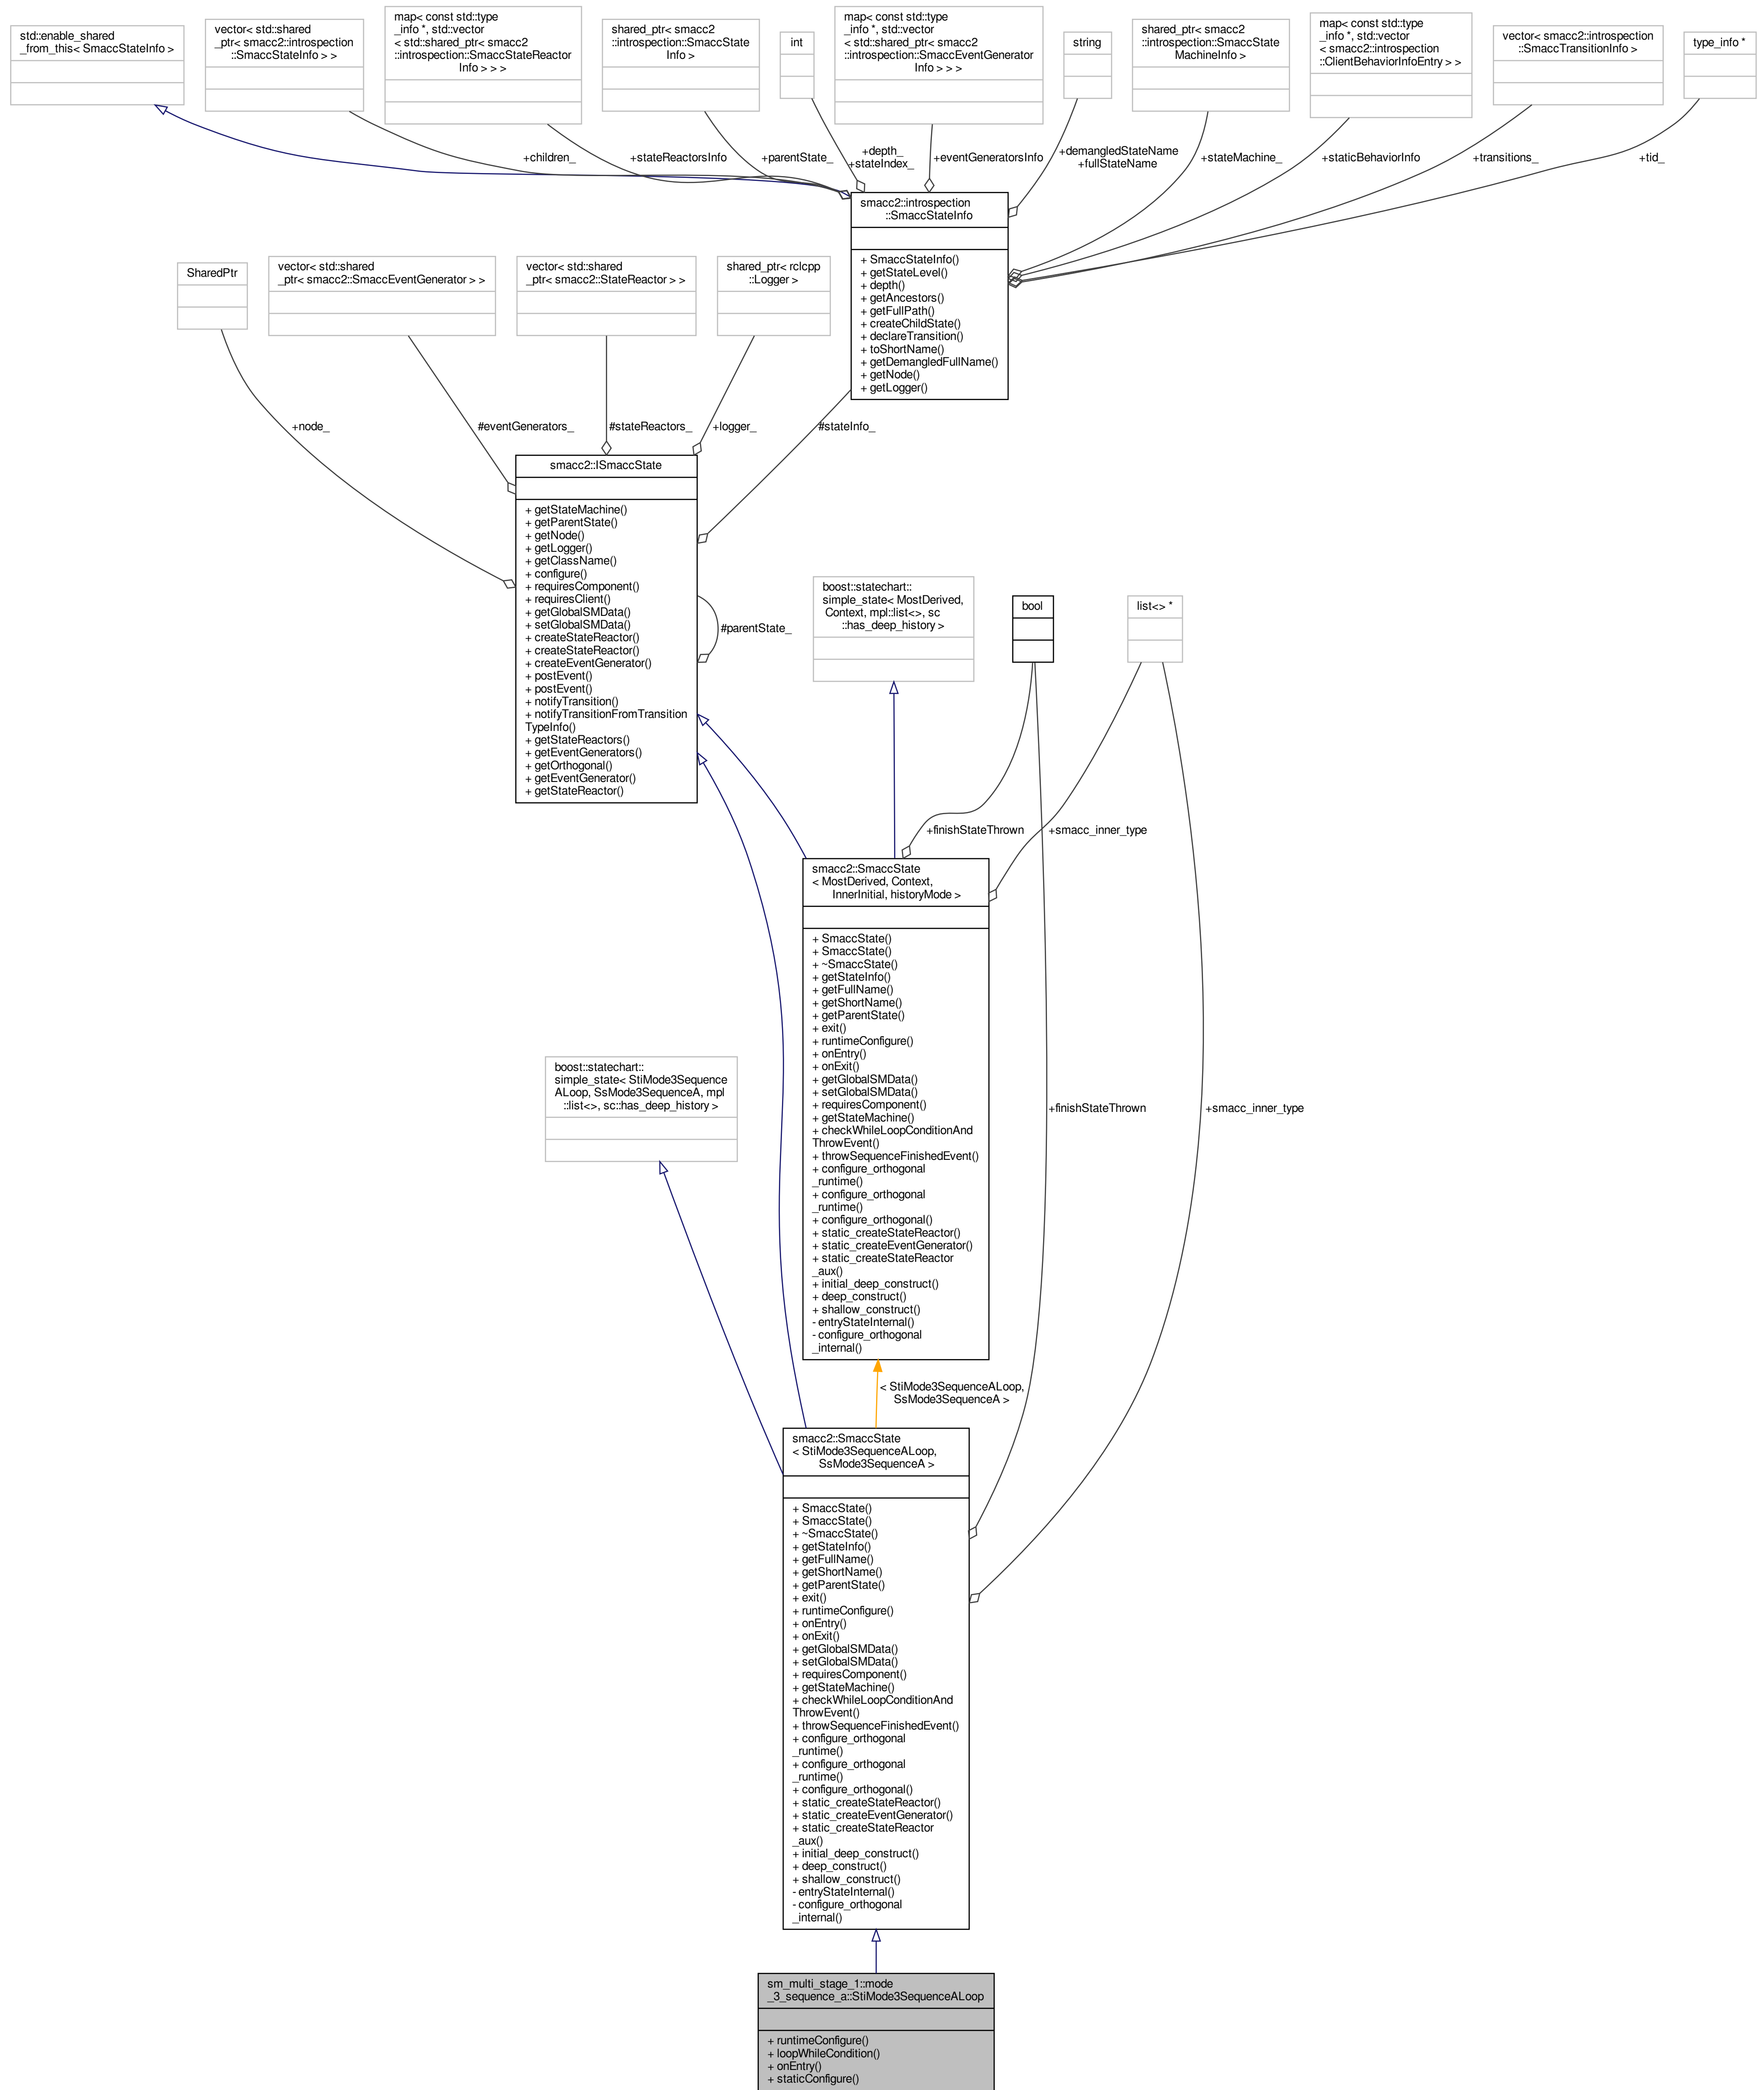 std::enable_shared
_from_this< SmaccStateInfo >
vector< std::shared
_ptr< smacc2::introspection
::SmaccStateInfo > >
map< const std::type
_info *, std::vector
< std::shared_ptr< smacc2
::introspection::SmaccStateReactor
Info > > >
shared_ptr< smacc2
::introspection::SmaccState
Info >
int
map< const std::type
_info *, std::vector
< std::shared_ptr< smacc2
::introspection::SmaccEventGenerator
Info > > >
string
shared_ptr< smacc2
::introspection::SmaccState
MachineInfo >
map< const std::type
_info *, std::vector
< smacc2::introspection
::ClientBehaviorInfoEntry > >
vector< smacc2::introspection
::SmaccTransitionInfo >
type_info *
+children_
+stateReactorsInfo
+parentState_
+depth_
+stateIndex_
+eventGeneratorsInfo
+demangledStateName
+fullStateName
+stateMachine_
+staticBehaviorInfo
+transitions_
+tid_
smacc2::introspection
::SmaccStateInfo
+ SmaccStateInfo()
+ getStateLevel()
+ depth()
+ getAncestors()
+ getFullPath()
+ createChildState()
+ declareTransition()
+ toShortName()
+ getDemangledFullName()
+ getNode()
+ getLogger()
SharedPtr
vector< std::shared
_ptr< smacc2::SmaccEventGenerator > >
vector< std::shared
_ptr< smacc2::StateReactor > >
shared_ptr< rclcpp
::Logger >
+node_
#eventGenerators_
#stateReactors_
+logger_
#stateInfo_
smacc2::ISmaccState
+ getStateMachine()
+ getParentState()
+ getNode()
+ getLogger()
+ getClassName()
+ configure()
+ requiresComponent()
+ requiresClient()
+ getGlobalSMData()
+ setGlobalSMData()
+ createStateReactor()
+ createStateReactor()
+ createEventGenerator()
+ postEvent()
+ postEvent()
+ notifyTransition()
+ notifyTransitionFromTransition
TypeInfo()
+ getStateReactors()
+ getEventGenerators()
+ getOrthogonal()
+ getEventGenerator()
+ getStateReactor()
#parentState_
boost::statechart::
simple_state< MostDerived,
Context, mpl::list<>, sc
::has_deep_history >
bool
list<> *
+finishStateThrown
+smacc_inner_type
smacc2::SmaccState
< MostDerived, Context,
InnerInitial, historyMode >
+ SmaccState()
+ SmaccState()
+ ~SmaccState()
+ getStateInfo()
+ getFullName()
+ getShortName()
+ getParentState()
+ exit()
+ runtimeConfigure()
+ onEntry()
+ onExit()
+ getGlobalSMData()
+ setGlobalSMData()
+ requiresComponent()
+ getStateMachine()
+ checkWhileLoopConditionAnd
ThrowEvent()
+ throwSequenceFinishedEvent()
+ configure_orthogonal
_runtime()
+ configure_orthogonal
_runtime()
+ configure_orthogonal()
+ static_createStateReactor()
+ static_createEventGenerator()
+ static_createStateReactor
_aux()
+ initial_deep_construct()
+ deep_construct()
+ shallow_construct()
- entryStateInternal()
- configure_orthogonal
_internal()
boost::statechart::
simple_state< StiMode3Sequence
ALoop, SsMode3SequenceA, mpl
::list<>, sc::has_deep_history >
+finishStateThrown
+smacc_inner_type
< StiMode3SequenceALoop,
SsMode3SequenceA >
smacc2::SmaccState
< StiMode3SequenceALoop,
SsMode3SequenceA >
+ SmaccState()
+ SmaccState()
+ ~SmaccState()
+ getStateInfo()
+ getFullName()
+ getShortName()
+ getParentState()
+ exit()
+ runtimeConfigure()
+ onEntry()
+ onExit()
+ getGlobalSMData()
+ setGlobalSMData()
+ requiresComponent()
+ getStateMachine()
+ checkWhileLoopConditionAnd
ThrowEvent()
+ throwSequenceFinishedEvent()
+ configure_orthogonal
_runtime()
+ configure_orthogonal
_runtime()
+ configure_orthogonal()
+ static_createStateReactor()
+ static_createEventGenerator()
+ static_createStateReactor
_aux()
+ initial_deep_construct()
+ deep_construct()
+ shallow_construct()
- entryStateInternal()
- configure_orthogonal
_internal()
sm_multi_stage_1::mode
_3_sequence_a::StiMode3SequenceALoop
+ runtimeConfigure()
+ loopWhileCondition()
+ onEntry()
+ staticConfigure()